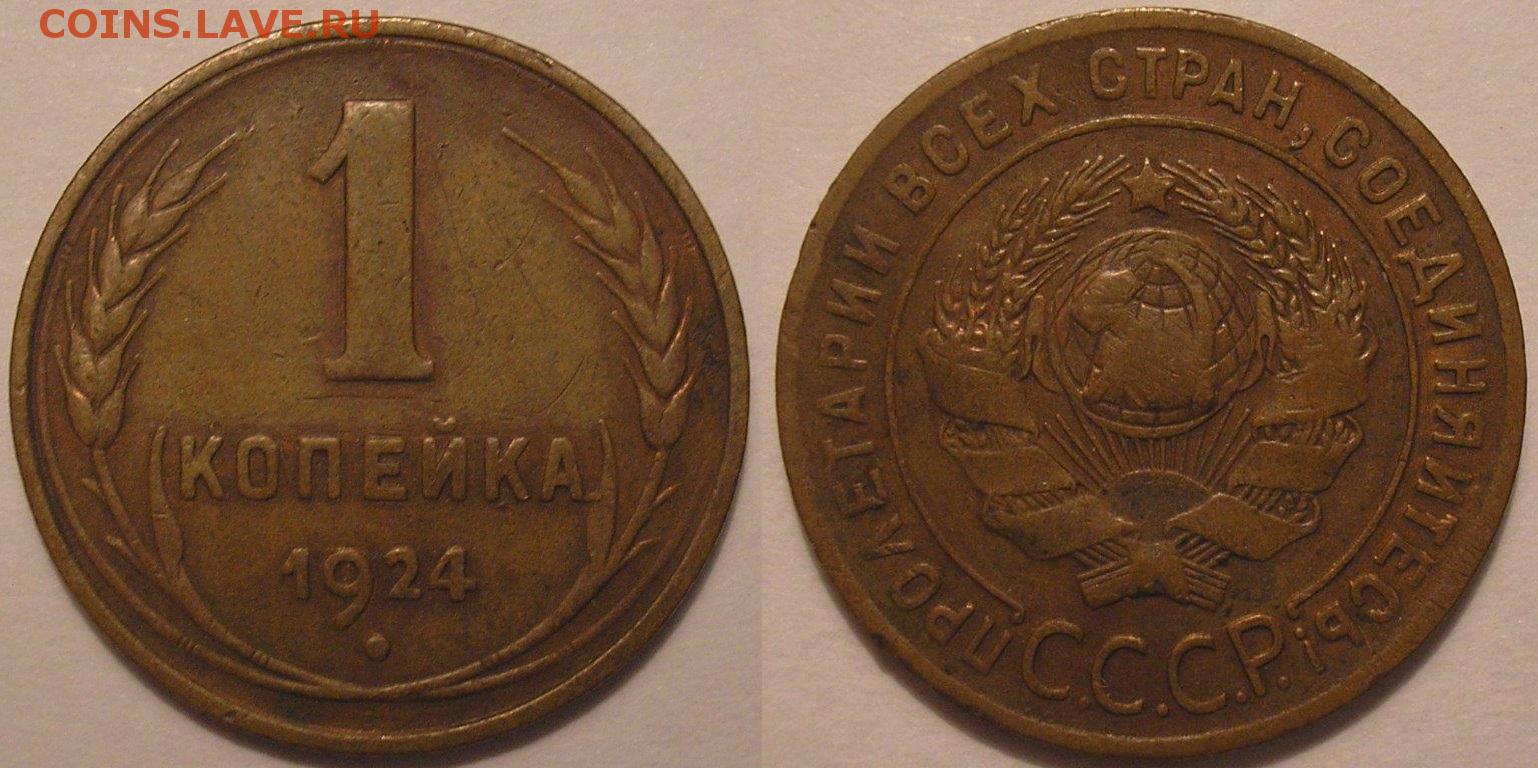 COINS.LAVE.RU
1
КОПЕЙКА
1924
ПРОЛЕТАРИИ ВСЕХ СТРАН, СОЕДИНЯЙТЕСЬ!
С.С.С.Р.